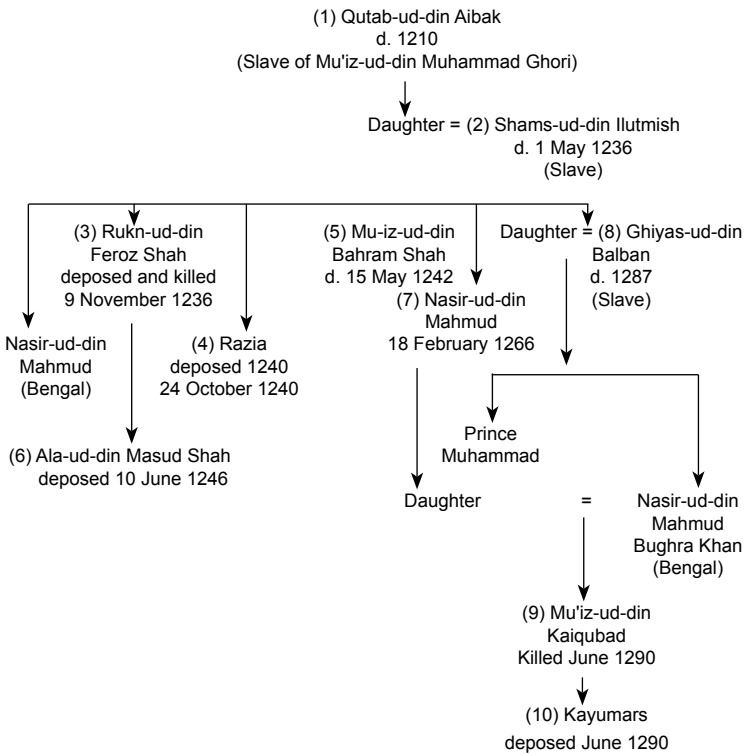 (1) Qutab-ud-din Aibak
d. 1210
(Slave of Mu'iz-ud-din Muhammad Ghori)
Daughter = (2) Shams-ud-din Ilutmish
d. 1 May 1236
(Slave)
(3) Rukn-ud-din
Feroz Shah
deposed and killed
9 November 1236
(5) Mu-iz-ud-din
Bahram Shah
d. 15 May 1242
Daughter = (8) Ghiyas-ud-din
Balban
d. 1287
(Slave)
(7) Nasir-ud-din
Mahmud
18 February 1266
Nasir-ud-din
Mahmud
(Bengal)
(4) Razia
deposed 1240
24 October 1240
Prince
Muhammad
(6) Ala-ud-din Masud Shah
deposed 10 June 1246
Daughter = Nasir-ud-din
Mahmud
Bughra Khan
(Bengal)
(9) Mu'iz-ud-din
Kaiqubad
Killed June 1290
(10) Kayumars
deposed June 1290